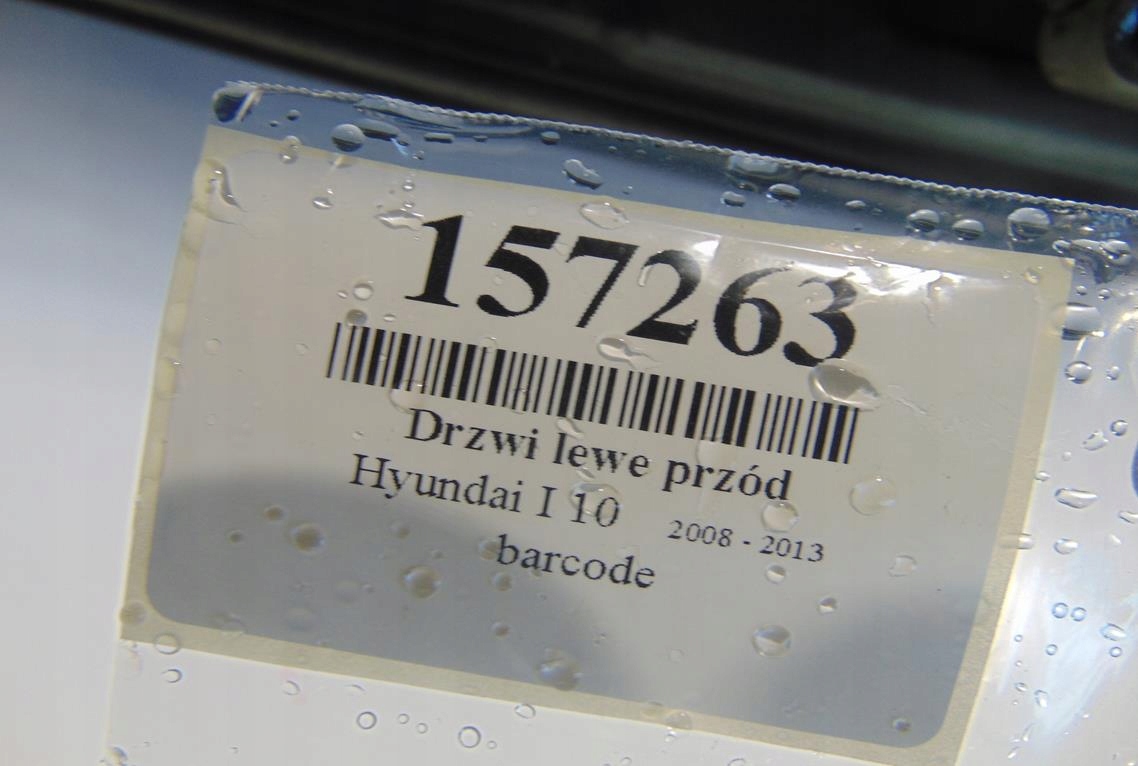 157263
Drzwi lewe przód
Hyundai I 10 2008 - 2013
barcode